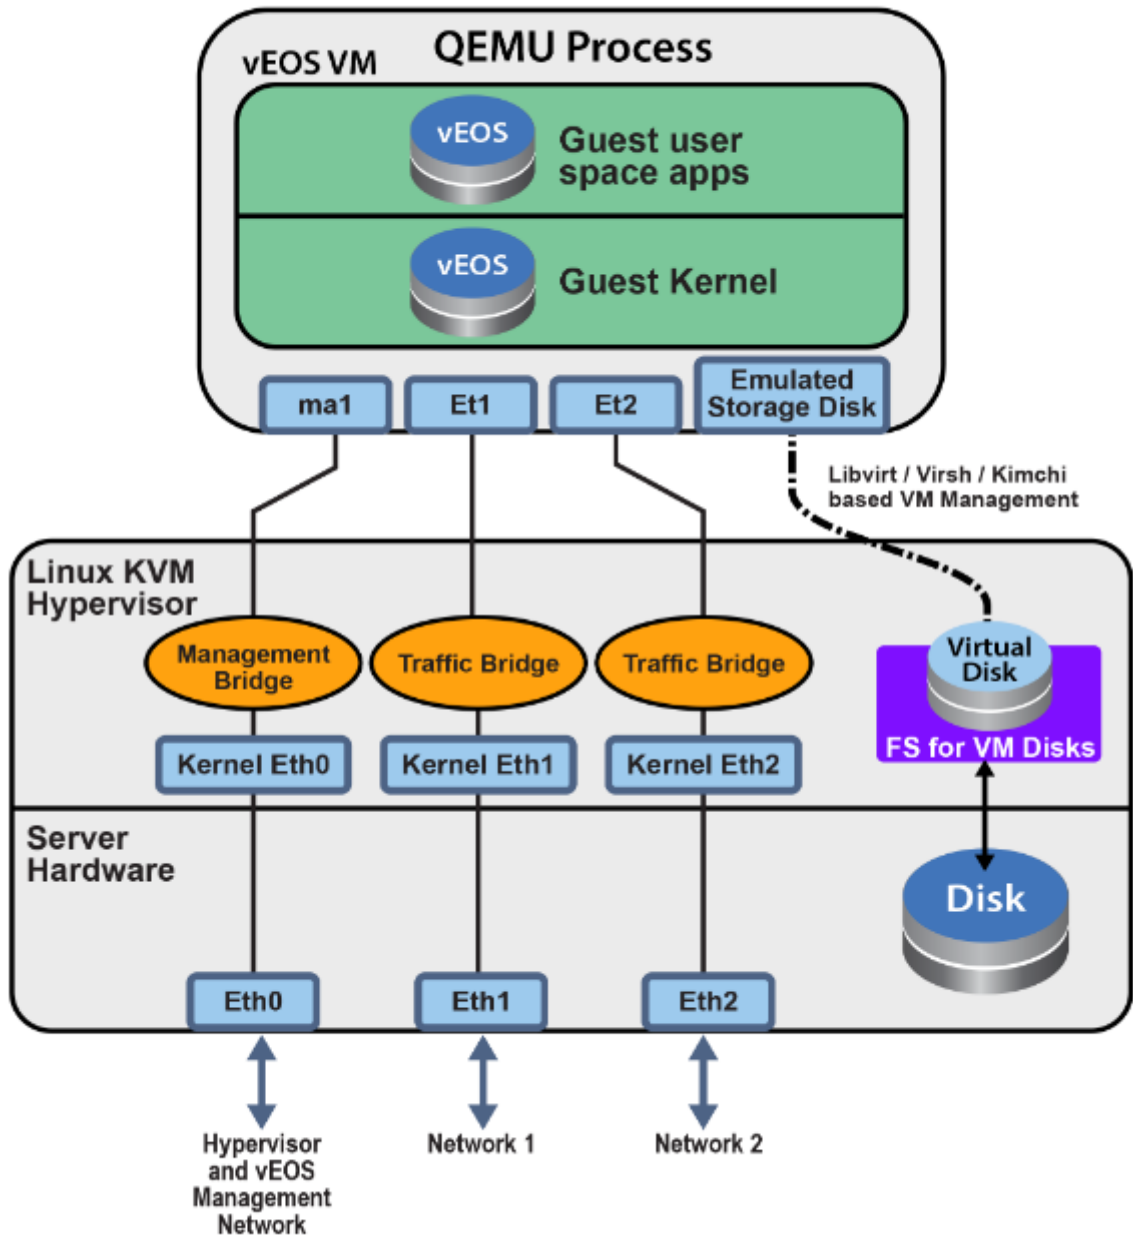 QEMU Process
vEOS VM
vEOS
Guest user
space apps
vEOS
Guest Kernel
ma1
Et1
Et2
Emulated
Storage Disk
Libvirt / Virsh / Kimchi
based VM Management
Linux KVM
Hypervisor
Management
Bridge
Traffic Bridge
Traffic Bridge
Virtual
Disk
FS for VM Disks
Kernel Eth0
Kernel Eth1
Kernel Eth2
Server
Hardware
Disk
Eth0
Eth1
Eth2
Hypervisor
and vEOS
Management
Network
Network 1
Network 2